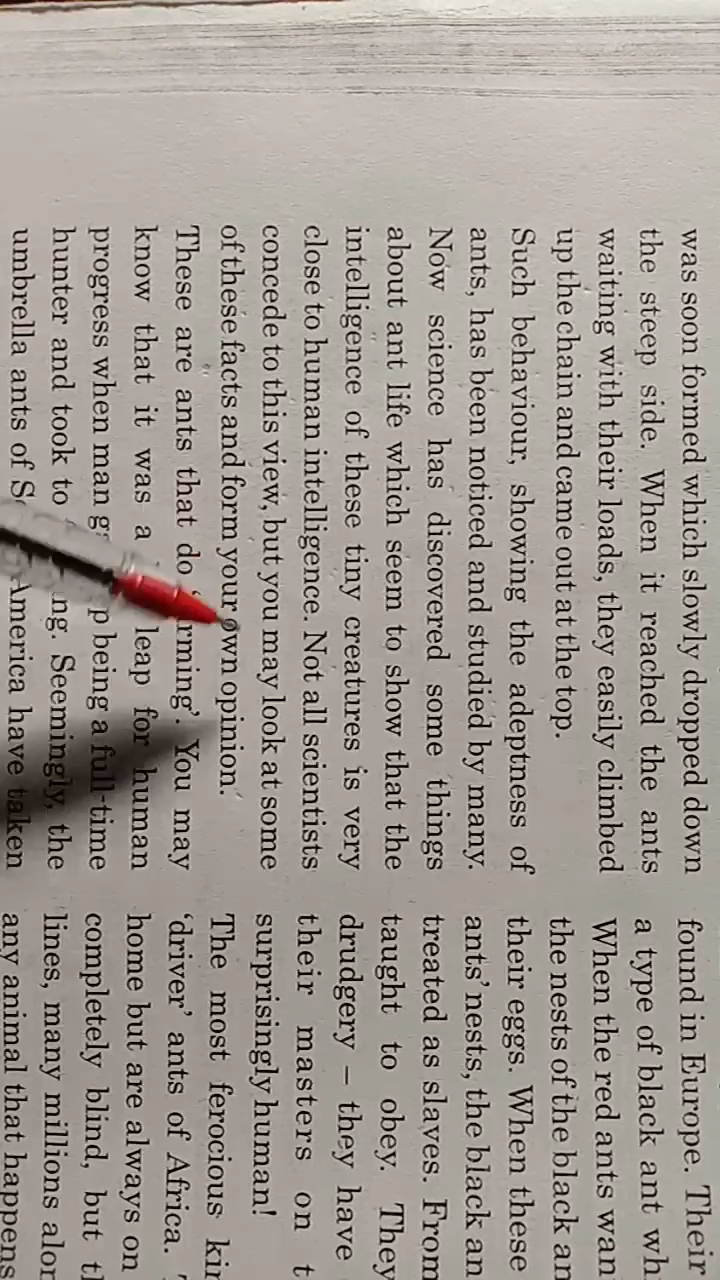 was soon formed which slowly dropped down
the steep side. When it reached the ants
waiting with their loads, they easily climbed
up the chain and came out at the top.
Such behaviour, showing the adeptness of
ants, has been noticed and studied by many.
Now science has discovered some things
about ant life which seem to show that the
intelligence of these tiny creatures is very
close to human intelligence. Not all scientists
concede to this view, but you may look at some
of these facts and form your own opinion.
These are ants that do You may
know that it was a leap for human
progress when man being a full-time
hunter and took to Seemingly, the
umbrella ants of America have taken
found in Europe. Their
a type of black ant
When the red ants
the nests of the black
their eggs. When these
ants' nests, the black
treated as slaves. From
taught to obey. They
drudgery – they have
their masters on
surprisingly human!
The most ferocious
'driver' ants of Africa.
home but are always on
completely blind, but
lines, many millions
any animal that happens